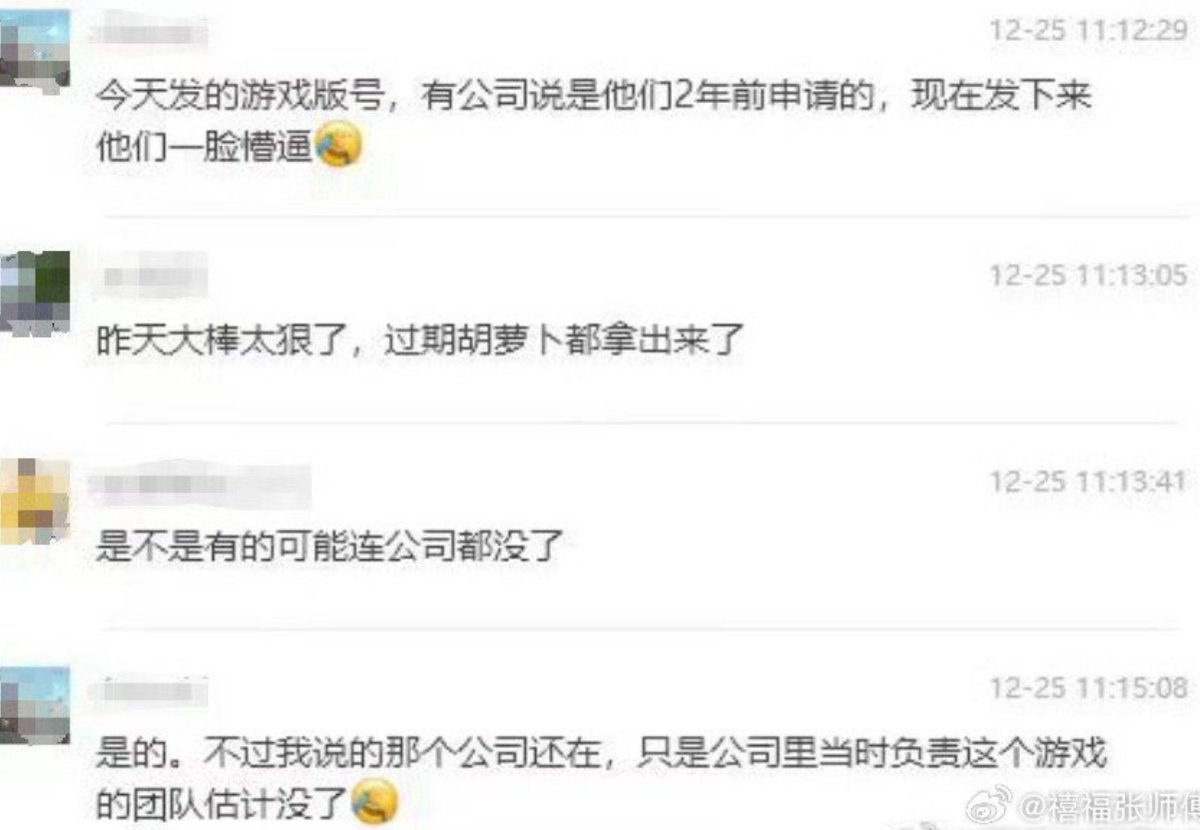 12-25 11:12:29
今天发的游戏版号，有公司说是他们2年前申请的，现在发下来
他们一脸懵逼
12-25 11:13:05
昨天大棒太狠了，过期胡萝卜都拿出来了
12-25 11:13:41
是不是有的可能连公司都没了
12-25 11:15:08
是的。不过我说的那个公司还在，只是公司里当时负责这个游戏
的团队估计没了
@禧福张师傅